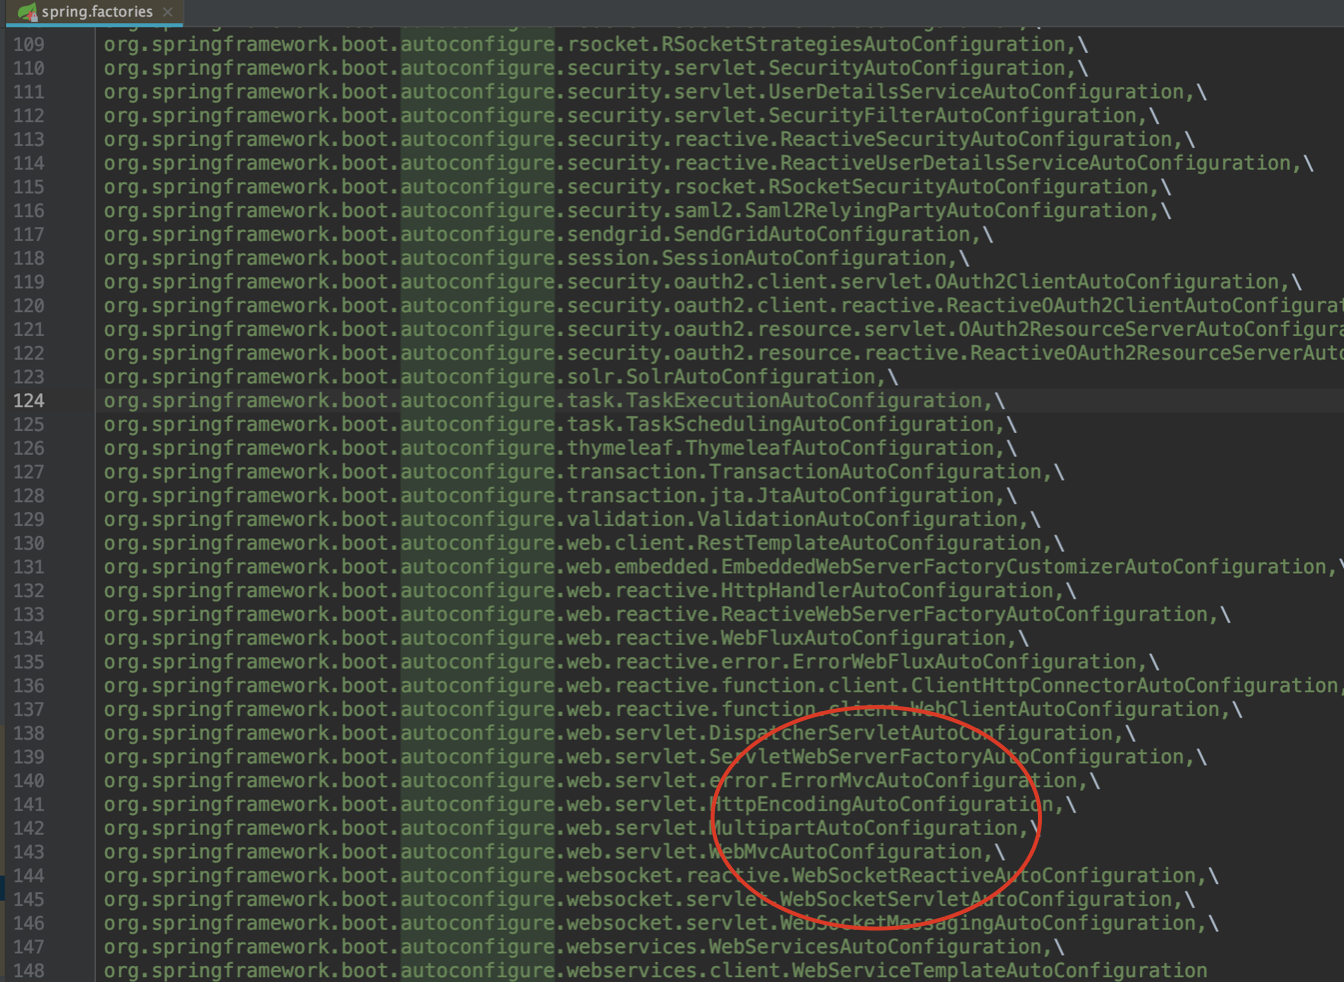 spring.factories
109 org.springframework.boot.autoconfigure.rsocket.RSocketStrategiesAutoConfiguration,\
110 org.springframework.boot.autoconfigure.security.servlet.SecurityAutoConfiguration,\
111 org.springframework.boot.autoconfigure.security.servlet.UserDetailsServiceAutoConfiguration,\
112 org.springframework.boot.autoconfigure.security.servlet.SecurityFilterAutoConfiguration,\
113 org.springframework.boot.autoconfigure.security.reactive.ReactiveSecurityAutoConfiguration,\
114 org.springframework.boot.autoconfigure.security.reactive.ReactiveUserDetailsServiceAutoConfiguration,\
115 org.springframework.boot.autoconfigure.security.rsocket.RSocketSecurityAutoConfiguration,\
116 org.springframework.boot.autoconfigure.security.saml2.Saml2RelyingPartyAutoConfiguration,\
117 org.springframework.boot.autoconfigure.sendgrid.SendGridAutoConfiguration,\
118 org.springframework.boot.autoconfigure.session.SessionAutoConfiguration,\
119 org.springframework.boot.autoconfigure.security.oauth2.client.servlet.OAuth2ClientAutoConfiguration,\
120 org.springframework.boot.autoconfigure.security.oauth2.client.reactive.ReactiveOAuth2ClientAutoConfigura
121 org.springframework.boot.autoconfigure.security.oauth2.resource.servlet.OAuth2ResourceServerAutoConfigura
122 org.springframework.boot.autoconfigure.security.oauth2.resource.reactive.ReactiveOAuth2ResourceServerAuto
123 org.springframework.boot.autoconfigure.solr.SolrAutoConfiguration,\
124 org.springframework.boot.autoconfigure.task.TaskExecutionAutoConfiguration,\
125 org.springframework.boot.autoconfigure.task.TaskSchedulingAutoConfiguration,\
126 org.springframework.boot.autoconfigure.thymeleaf.ThymeleafAutoConfiguration,\
127 org.springframework.boot.autoconfigure.transaction.TransactionAutoConfiguration,\
128 org.springframework.boot.autoconfigure.transaction.jta.JtaAutoConfiguration,\
129 org.springframework.boot.autoconfigure.validation.ValidationAutoConfiguration,\
130 org.springframework.boot.autoconfigure.web.client.RestTemplateAutoConfiguration,\
131 org.springframework.boot.autoconfigure.web.embedded.EmbeddedWebServerFactoryCustomizerAutoConfiguration,\
132 org.springframework.boot.autoconfigure.web.reactive.HttpHandlerAutoConfiguration,\
133 org.springframework.boot.autoconfigure.web.reactive.ReactiveWebServerFactoryAutoConfiguration,\
134 org.springframework.boot.autoconfigure.web.reactive.WebFluxAutoConfiguration,\
135 org.springframework.boot.autoconfigure.web.reactive.error.ErrorWebFluxAutoConfiguration,\
136 org.springframework.boot.autoconfigure.web.reactive.function.client.ClientHttpConnectorAutoConfiguration,
137 org.springframework.boot.autoconfigure.web.reactive.function.client.WebClientAutoConfiguration,\
138 org.springframework.boot.autoconfigure.web.servlet.DispatcherServletAutoConfiguration,\
139 org.springframework.boot.autoconfigure.web.servlet.ServletWebServerFactoryAutoConfiguration,\
140 org.springframework.boot.autoconfigure.web.servlet.error.ErrorMvcAutoConfiguration,\
141 org.springframework.boot.autoconfigure.web.servlet.HttpEncodingAutoConfiguration,\
142 org.springframework.boot.autoconfigure.web.servlet.MultipartAutoConfiguration,\
143 org.springframework.boot.autoconfigure.web.servlet.WebMvcAutoConfiguration,\
144 org.springframework.boot.autoconfigure.websocket.reactive.WebSocketReactiveAutoConfiguration,\
145 org.springframework.boot.autoconfigure.websocket.servlet.WebSocketServletAutoConfiguration,\
146 org.springframework.boot.autoconfigure.websocket.servlet.WebSocketMessagingAutoConfiguration,\
147 org.springframework.boot.autoconfigure.webservices.WebServicesAutoConfiguration,\
148 org.springframework.boot.autoconfigure.webservices.client.WebServiceTemplateAutoConfiguration